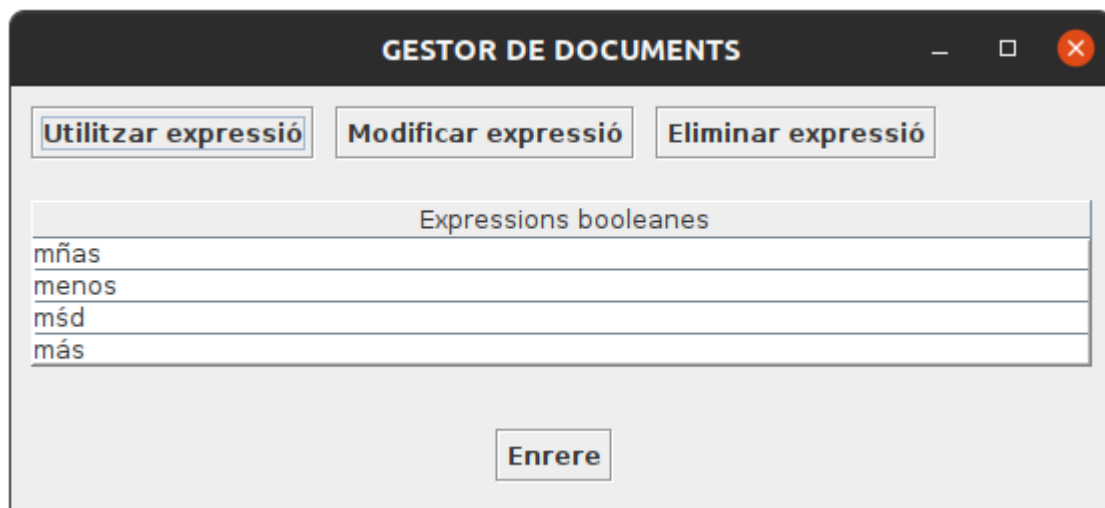 GESTOR DE DOCUMENTS
Utilitzar expressió Modificar expressió Eliminar expressió
Expressions booleanes
mñas
menos
mśd
más
Enrere